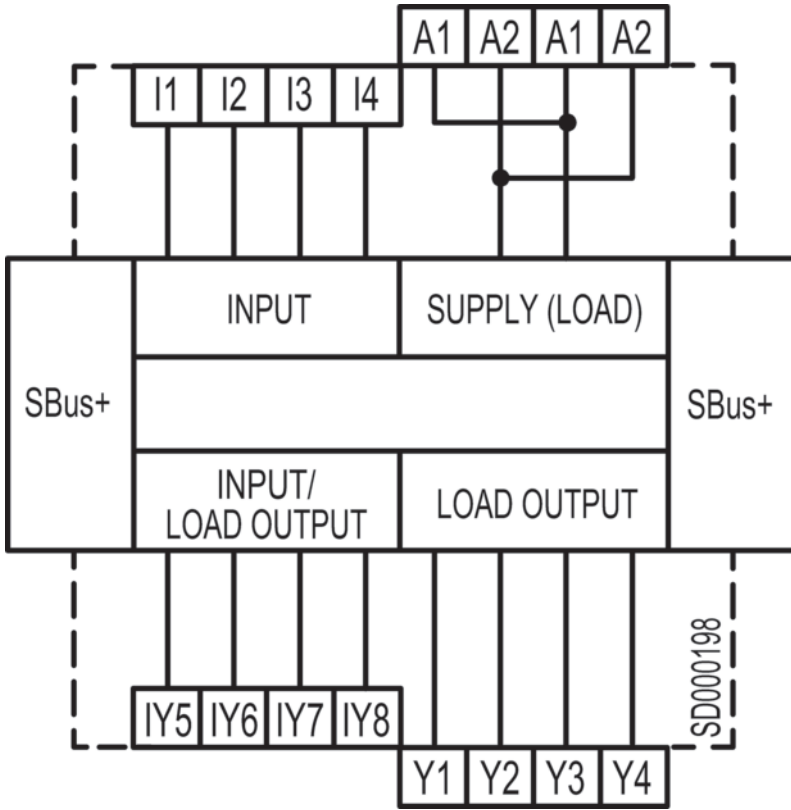 A1 A2 A1 A2
I1 I2 I3 I4
INPUT
SUPPLY (LOAD)
SBus+
SBus+
INPUT/
LOAD OUTPUT
LOAD OUTPUT
SD000198
IY5 IY6 IY7 IY8
Y1 Y2 Y3 Y4